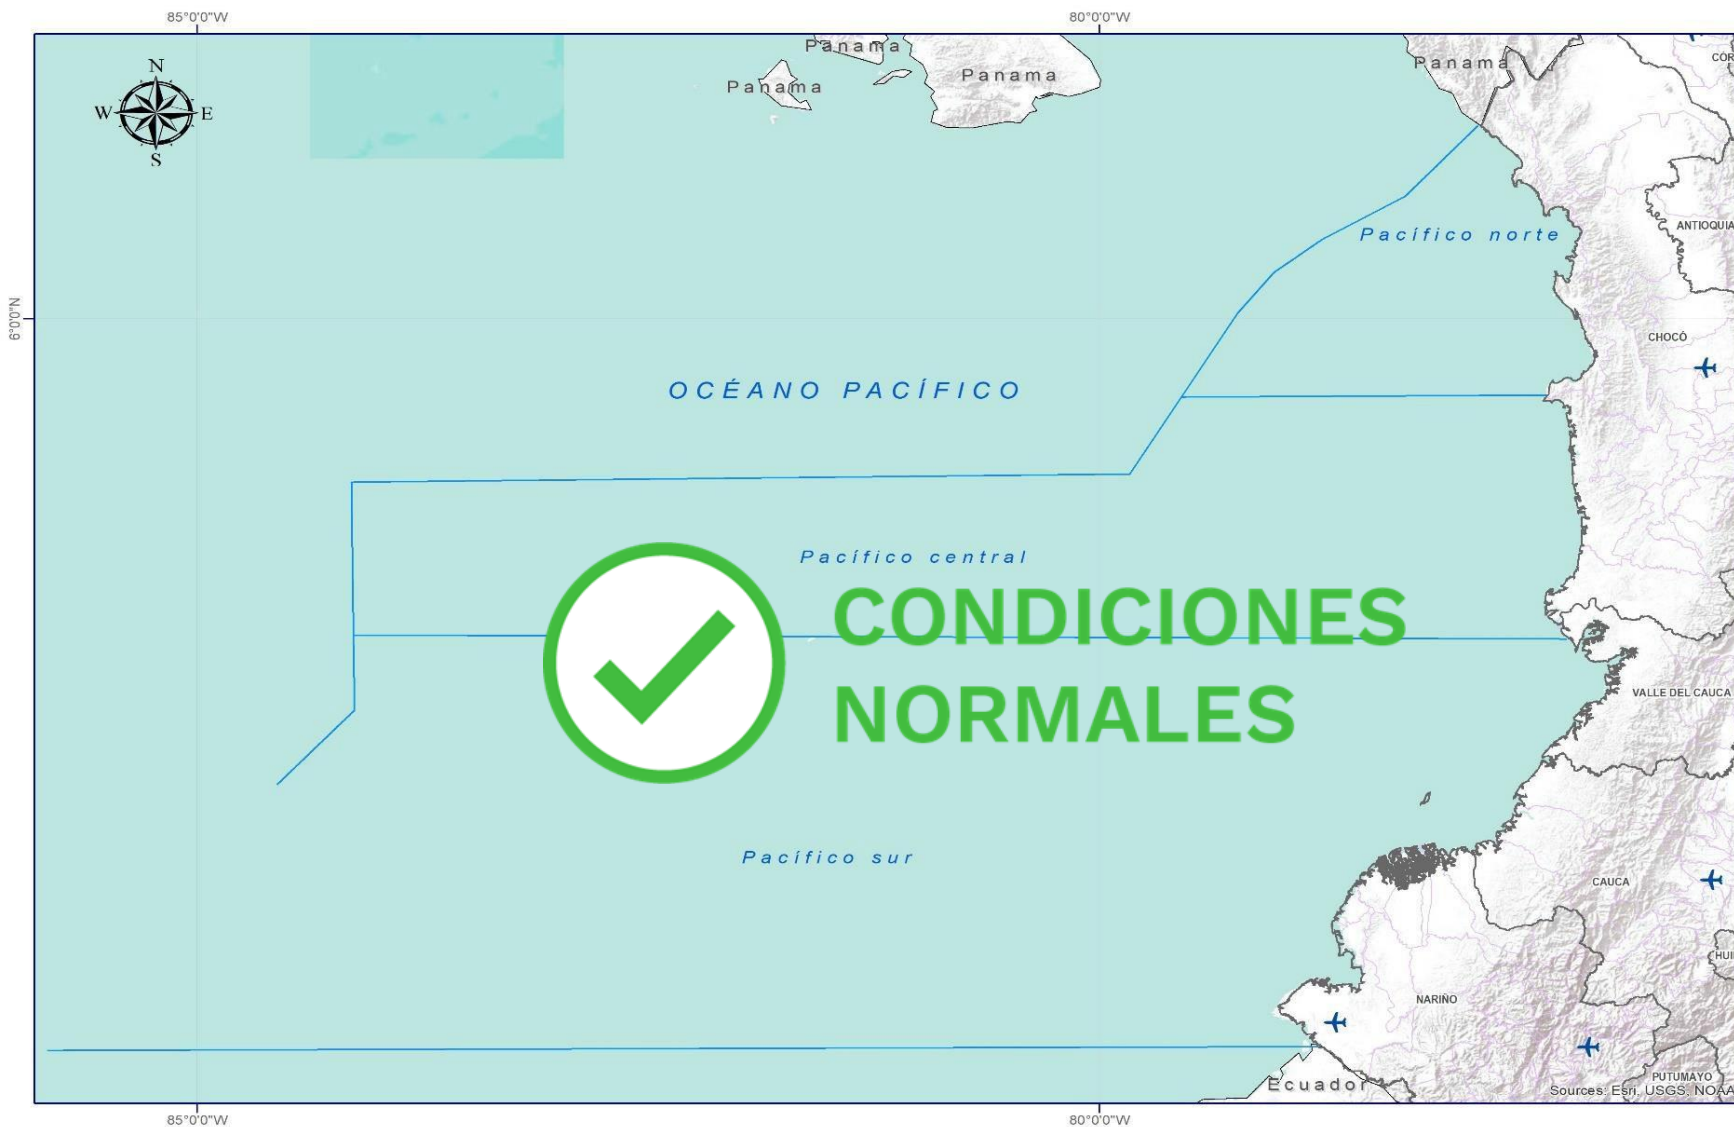 85°0'0"W
80°0'0"W
Panama
Panama
Panama
Panama
CÓR
N
W
E
S
ANTIOQUIA
Pacífico norte
6°0'0"N
CHOCÓ
OCÉANO PACÍFICO
Pacífico central
CONDICIONES
NORMALES
VALLE DEL CAUCA
Pacífico sur
CAUCA
HUI
NARIÑO
PUTUMAYO
Ecuador
Sources: Esri, USGS, NOAA
85°0'0"W
80°0'0"W